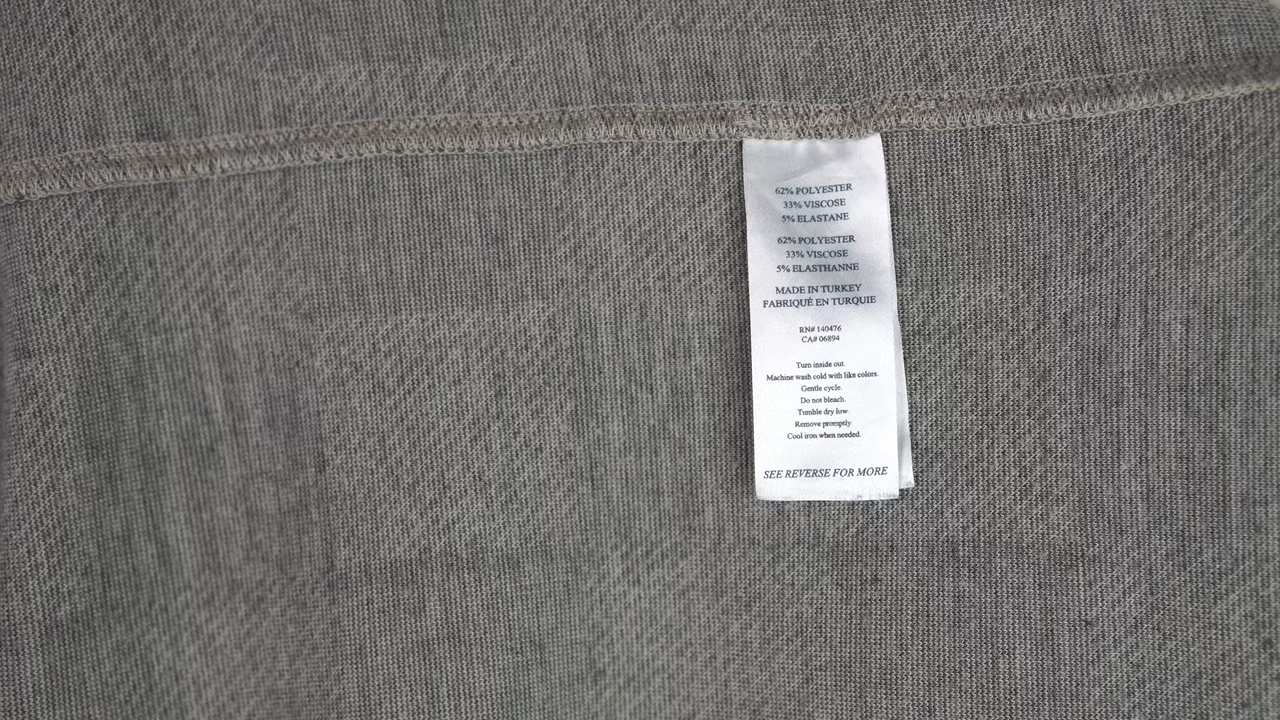 62% POLYESTER
33% VISCOSE
5% ELASTANE
62% POLYESTER
33% VISCOSE
5% ELASTHANNE
MADE IN TURKEY
FABRIQUÉ EN TURQUIE
RN# 140476
CA# 06894
Turn inside out.
Machine wash cold with like colors.
Gentle cycle.
Do not bleach.
Tumble dry low.
Remove promptly
Cool iron when needed.
SEE REVERSE FOR MORE